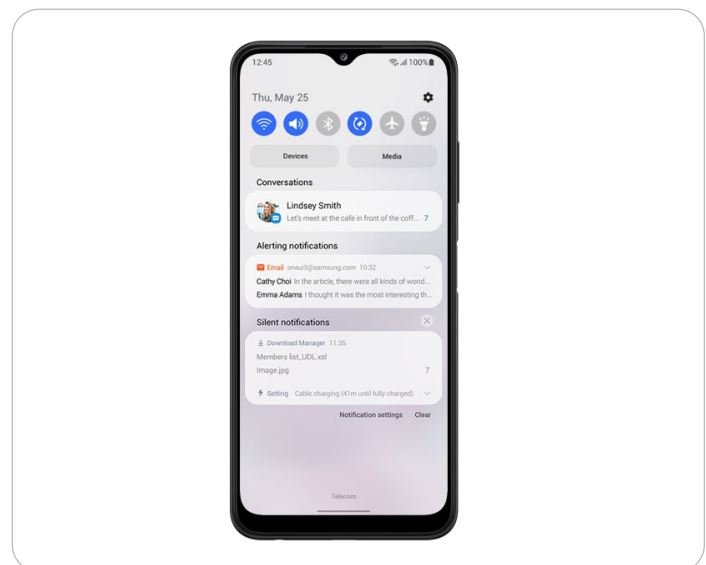 12:45 100%
Thu, May 25
Devices Media
Conversations
Lindsey Smith
Let's meet at the cafe in front of the coff... 7
Alerting notifications
Email oneui3@samsung.com 10:32
Cathy Choi In the article, there were all kinds of wond...
Emma Adams I thought it was the most interesting th...
Silent notifications
Download Manager 11:35
Members list_UDL.xsl
Image.jpg 7
Setting Cable charging (41m until fully charged)
Notification settings Clear
Telecom